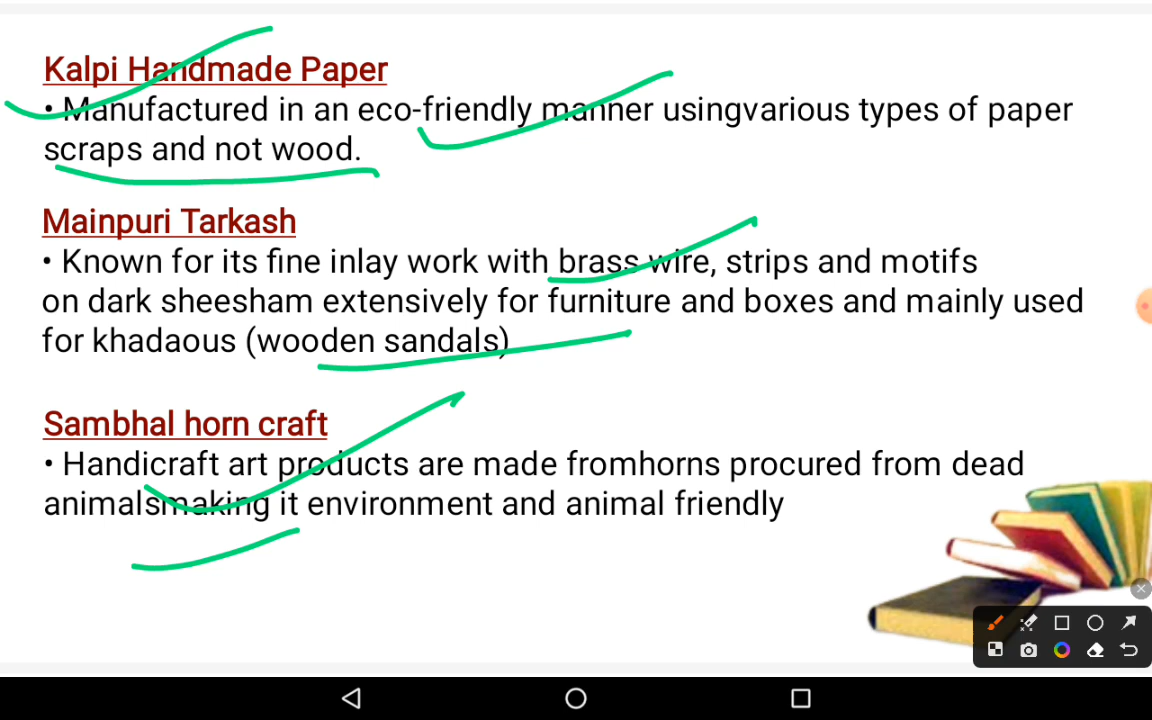 Kalpi Handmade Paper
• Manufactured in an eco-friendly manner usingvarious types of paper
scraps and not wood.
Mainpuri Tarkash
• Known for its fine inlay work with brass wire, strips and motifs
on dark sheesham extensively for furniture and boxes and mainly used
for khadaous (wooden sandals)
Sambhal horn craft
• Handicraft art products are made fromhorns procured from dead
animalsmaking it environment and animal friendly